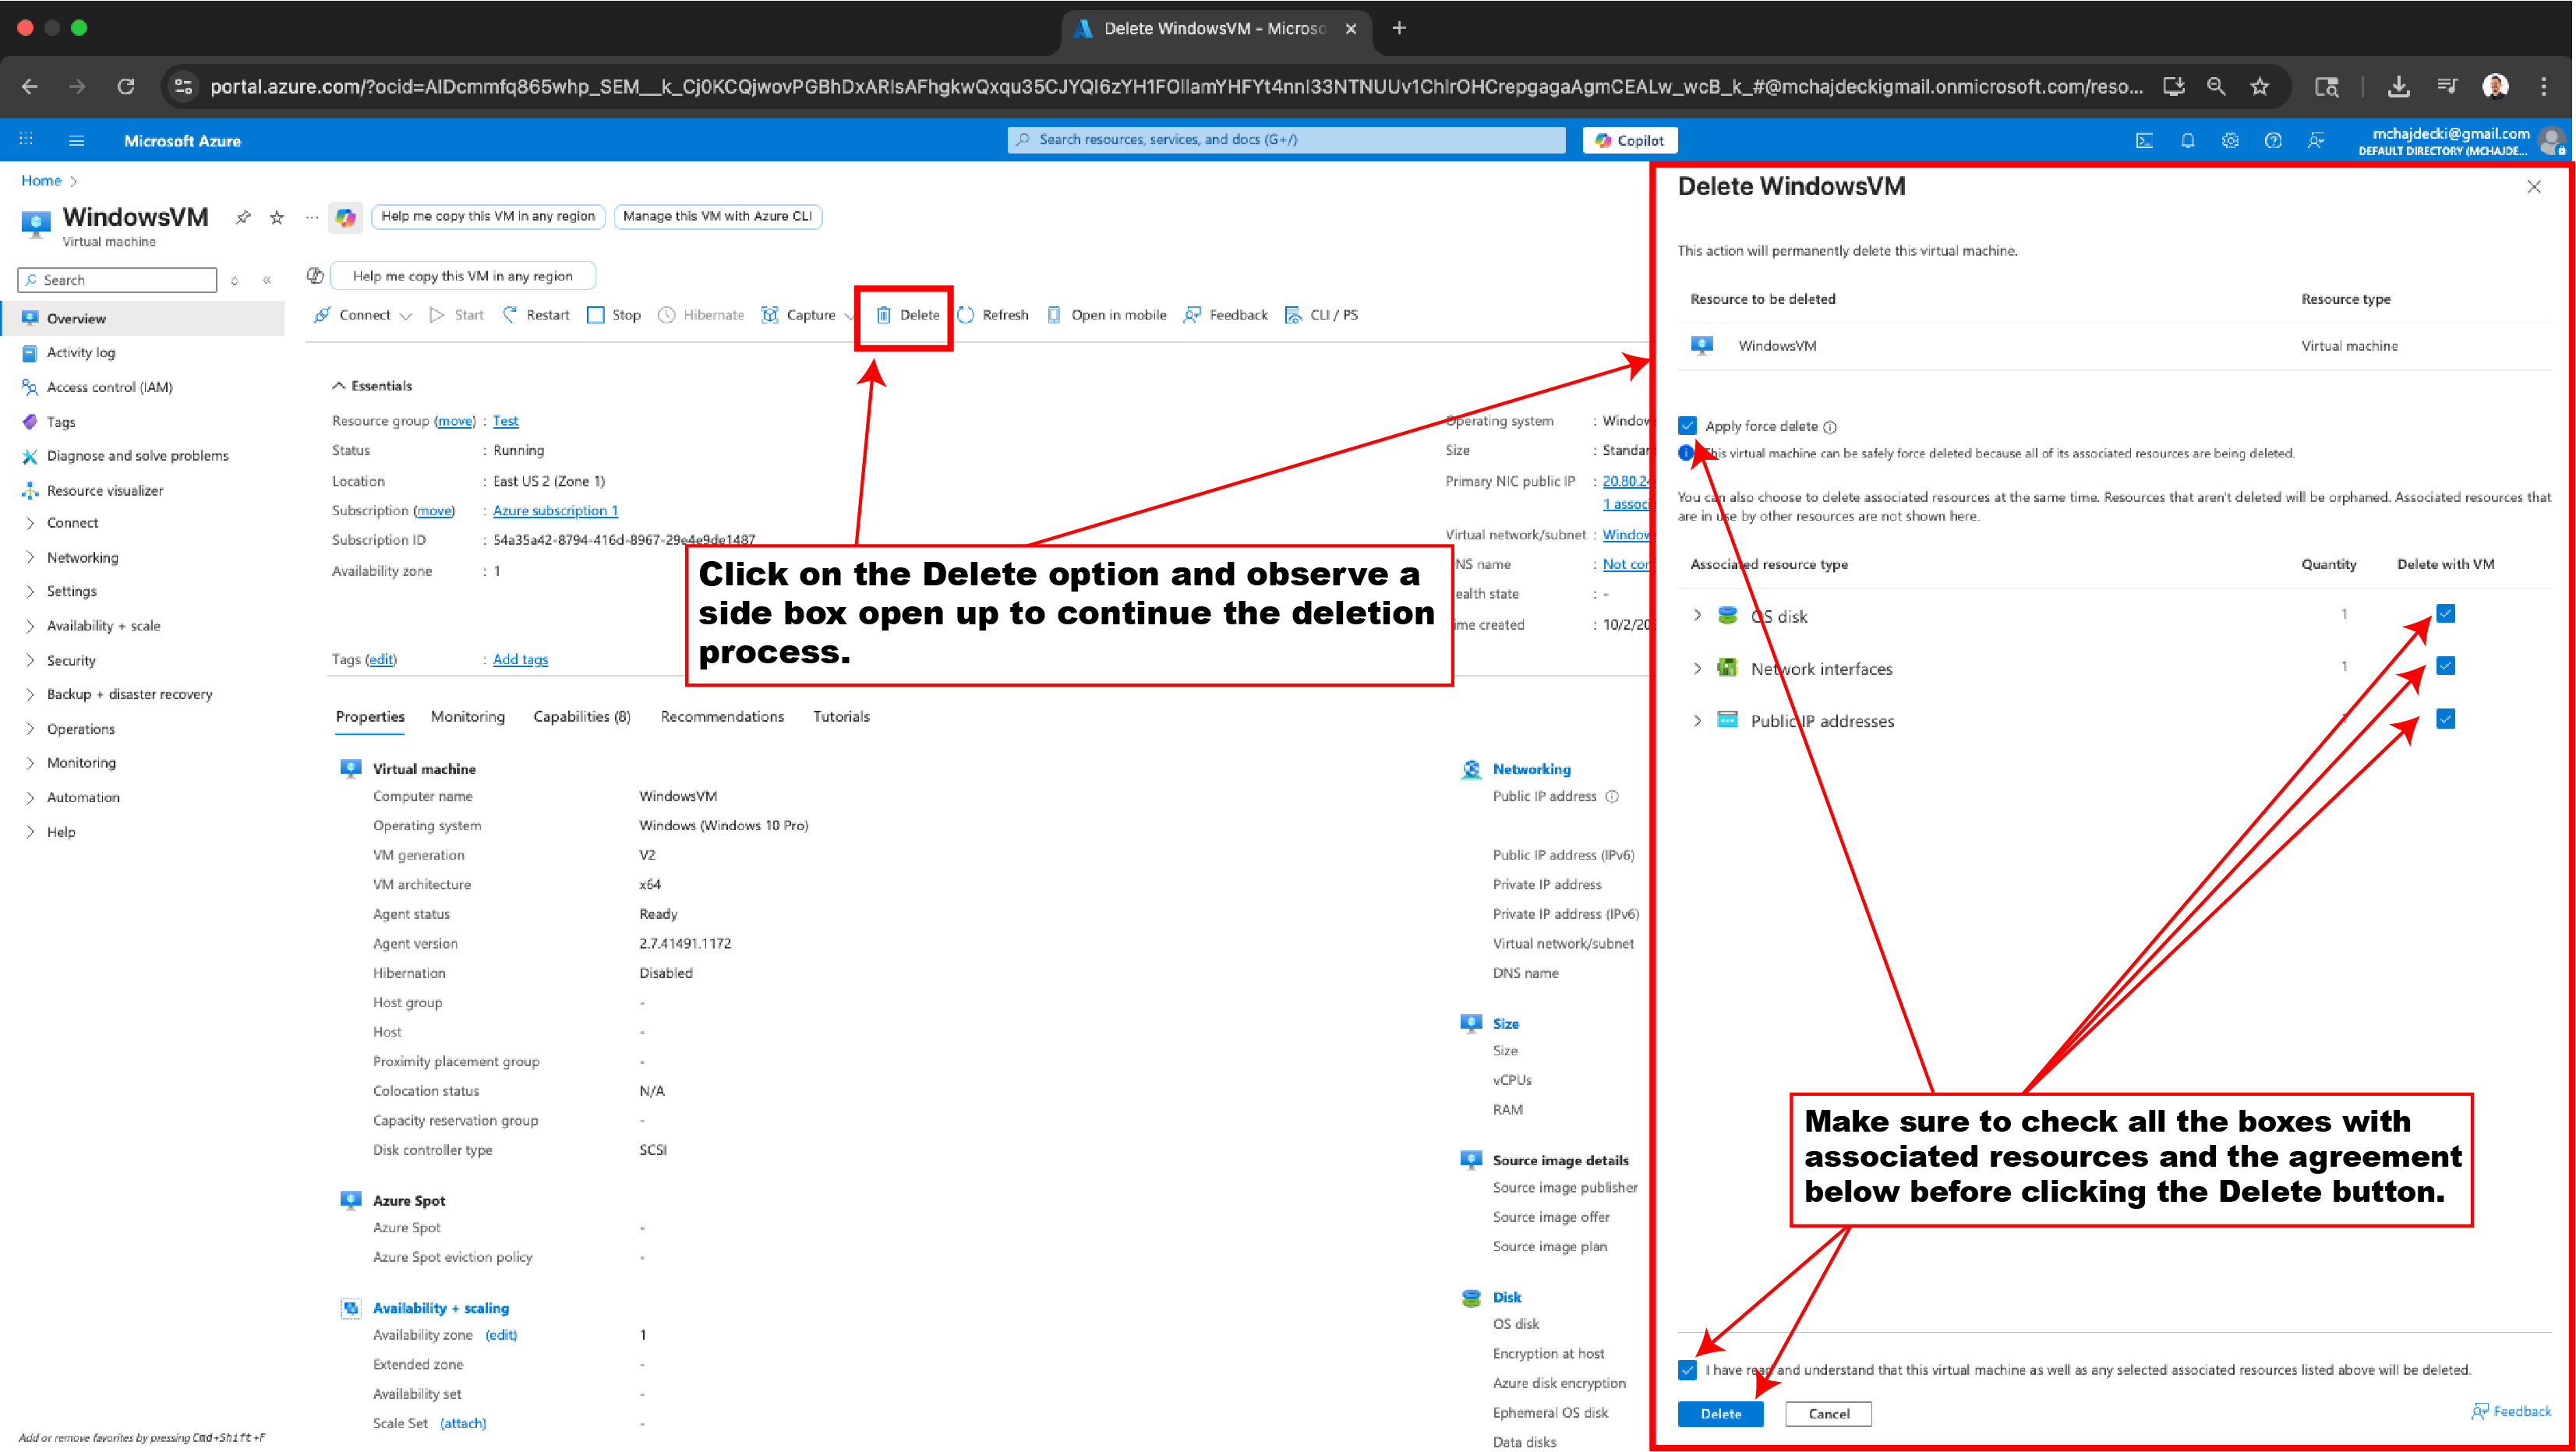 Delete WindowsVM - Microso
portal.azure.com/?ocid=AIDcmmfq865whp_SEM__k_Cj0KCQjwovPGBhDxARIsAFhgkwQxqu35CJYQl6zYH1FOllamYHFYt4nnI33NTNUUv1ChlrOHCrepgagaAgmCEALw_wcB_k_#@mchajdeckigmail.onmicrosoft.com/reso...
Microsoft Azure
Search resources, services, and docs (G+/)
Copilot
mchajdecki@gmail.com
DEFAULT DIRECTORY (MCHAJDE...
Home >
WindowsVM
Virtual machine
Help me copy this VM in any region
Manage this VM with Azure CLI
Search
Help me copy this VM in any region
Connect
Start
Restart
Stop
Hibernate
Capture
Delete
Refresh
Open in mobile
Feedback
CLI / PS
Overview
Activity log
Access control (IAM)
Tags
Diagnose and solve problems
Resource visualizer
Connect
Networking
Settings
Availability + scale
Security
Backup + disaster recovery
Operations
Monitoring
Automation
Help
Add or remove favorites by pressing Cmd+Shift+F
Essentials
Resource group (move) : Test
Status : Running
Location : East US 2 (Zone 1)
Subscription (move) : Azure subscription 1
Subscription ID : 54a35a42-8794-416d-8967-29e4e9de1487
Availability zone : 1
Tags (edit) : Add tags
Operating system : Window
Size : Standar
Primary NIC public IP : 20.80.24
1 associ
Virtual network/subnet : Window
NS name : Not con
ealth state : -
ime created : 10/2/20
Click on the Delete option and observe a
side box open up to continue the deletion
process.
Properties
Monitoring
Capabilities (8)
Recommendations
Tutorials
Virtual machine
Computer name WindowsVM
Operating system Windows (Windows 10 Pro)
VM generation V2
VM architecture x64
Agent status Ready
Agent version 2.7.41491.1172
Hibernation Disabled
Host group -
Host -
Proximity placement group -
Colocation status N/A
Capacity reservation group -
Disk controller type SCSI
Azure Spot
Azure Spot -
Azure Spot eviction policy -
Availability + scaling
Availability zone (edit) 1
Extended zone -
Availability set -
Scale Set (attach) -
Networking
Public IP address
Public IP address (IPv6)
Private IP address
Private IP address (IPv6)
Virtual network/subnet
DNS name
Size
Size
vCPUs
RAM
Source image details
Source image publisher
Source image offer
Source image plan
Disk
OS disk
Encryption at host
Azure disk encryption
Ephemeral OS disk
Data disks
Delete WindowsVM
This action will permanently delete this virtual machine.
Resource to be deleted Resource type
WindowsVM Virtual machine
Apply force delete
This virtual machine can be safely force deleted because all of its associated resources are being deleted.
You can also choose to delete associated resources at the same time. Resources that aren't deleted will be orphaned. Associated resources that
are in use by other resources are not shown here.
Associated resource type Quantity Delete with VM
OS disk 1
Network interfaces 1
Public IP addresses
Make sure to check all the boxes with
associated resources and the agreement
below before clicking the Delete button.
I have read and understand that this virtual machine as well as any selected associated resources listed above will be deleted.
Delete
Cancel
Feedback